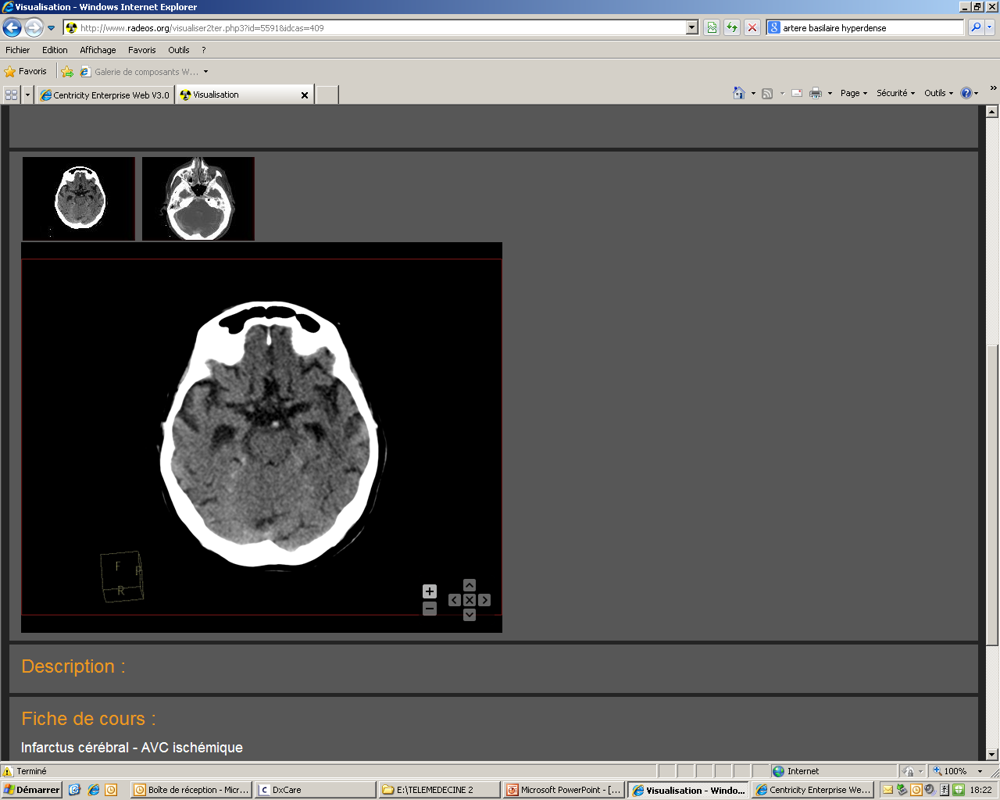 Visualisation - Windows Internet Explorer
http://www.radeos.org/visualiser2ter.php3?id=5591&idcas=409
artere basilaire hyperdense
Fichier Edition Affichage Favoris Outils ?
Favoris Galerie de composants W...
Centricity Enterprise Web V3.0 Visualisation Page Sécurité Outils
F P
R
Description :
Fiche de cours :
Infarctus cérébral - AVC ischémique
Terminé Internet 100%
Démarrer Boîte de réception - Micr... DxCare E:\TELEMEDECINE 2 Microsoft PowerPoint - [... Visualisation - Windo... Centricity Enterprise We... 18:22